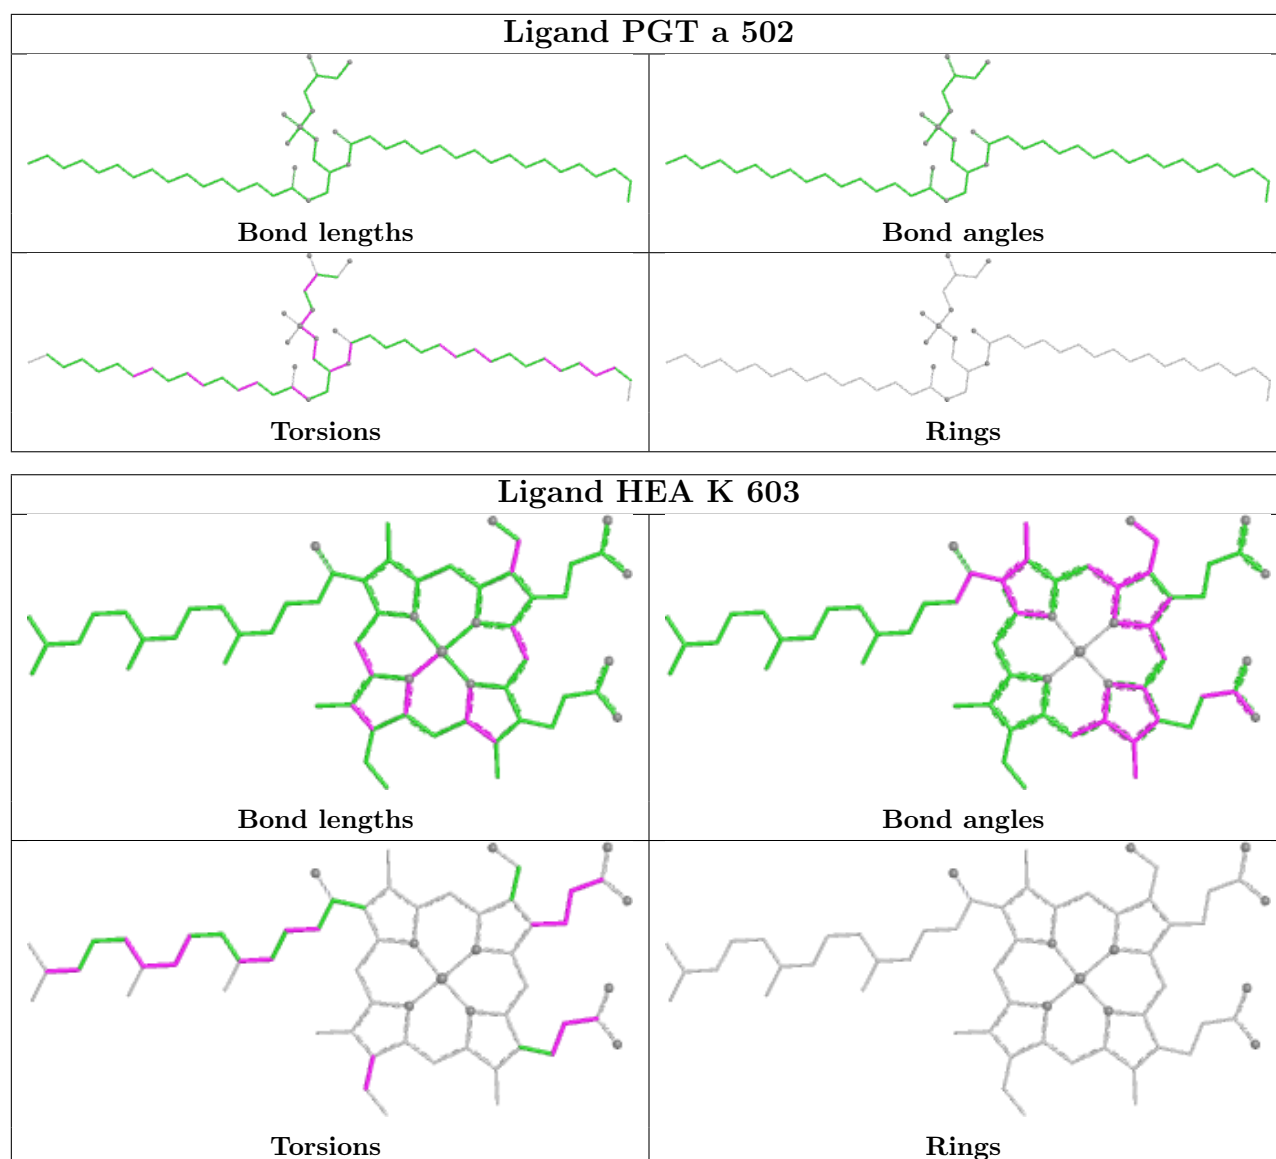 Ligand PGT a 502
Bond lengths
Bond angles
Torsions
Rings
Ligand HEA K 603
Bond lengths
Bond angles
Torsions
Rings